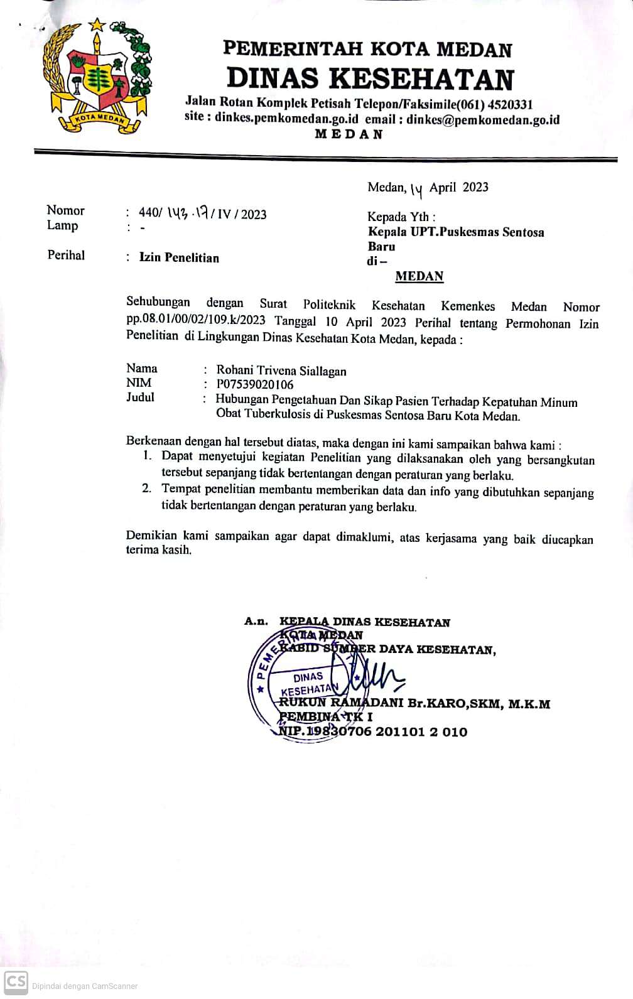 PEMERINTAH KOTA MEDAN
DINAS KESEHATAN
Jalan Rotan Komplek Petisah Telepon/Faksimile(061) 4520331
site : dinkes.pemkomedan.go.id email : dinkes@pemkomedan.go.id
M E D A N
KOTA MEDAN
Medan, 14 April 2023
Nomor : 440/ 143.17 / IV / 2023
Lamp : -
Perihal : Izin Penelitian
Kepada Yth :
Kepala UPT.Puskesmas Sentosa
Baru
di –
MEDAN
Sehubungan dengan Surat Politeknik Kesehatan Kemenkes Medan Nomor
pp.08.01/00/02/109.k/2023 Tanggal 10 April 2023 Perihal tentang Permohonan Izin
Penelitian di Lingkungan Dinas Kesehatan Kota Medan, kepada :
Nama : Rohani Trivena Siallagan
NIM : P07539020106
Judul : Hubungan Pengetahuan Dan Sikap Pasien Terhadap Kepatuhan Minum
Obat Tuberkulosis di Puskesmas Sentosa Baru Kota Medan.
Berkenaan dengan hal tersebut diatas, maka dengan ini kami sampaikan bahwa kami :
1. Dapat menyetujui kegiatan Penelitian yang dilaksanakan oleh yang bersangkutan
tersebut sepanjang tidak bertentangan dengan peraturan yang berlaku.
2. Tempat penelitian membantu memberikan data dan info yang dibutuhkan sepanjang
tidak bertentangan dengan peraturan yang berlaku.
Demikian kami sampaikan agar dapat dimaklumi, atas kerjasama yang baik diucapkan
terima kasih.
A.n. KEPALA DINAS KESEHATAN
KOTA MEDAN
KABID SUMBER DAYA KESEHATAN,
PEMERINTAH KOTA
DINAS
KESEHATAN
RUKUN RAMADANI Br.KARO,SKM, M.K.M
PEMBINA TK I
NIP.19830706 201101 2 010
CS Dipindai dengan CamScanner